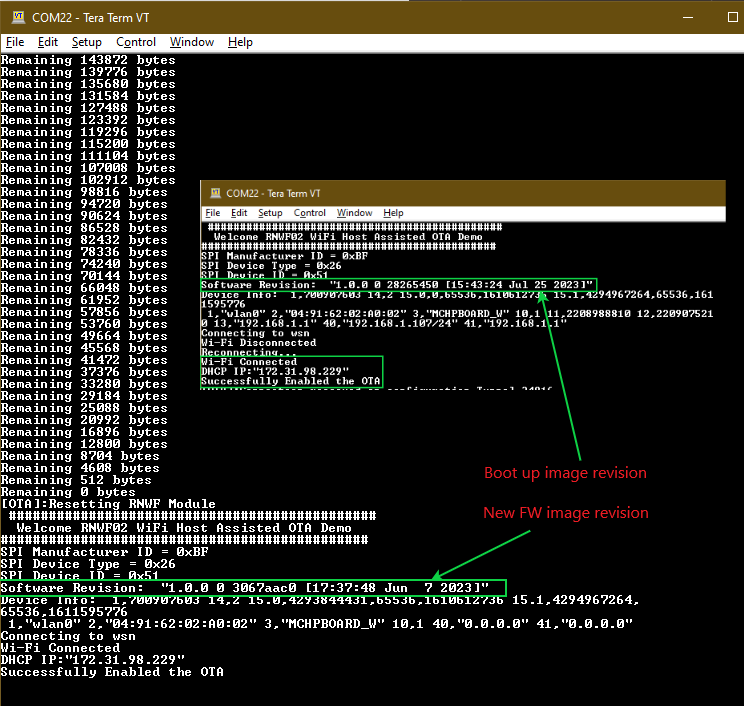 COM22 - Tera Term VT
File Edit Setup Control Window Help
Remaining 143872 bytes
Remaining 139776 bytes
Remaining 135680 bytes
Remaining 131584 bytes
Remaining 127488 bytes
Remaining 123392 bytes
Remaining 119296 bytes
Remaining 115200 bytes
Remaining 111104 bytes
Remaining 107008 bytes
Remaining 102912 bytes
Remaining 98816 bytes
Remaining 94720 bytes
Remaining 90624 bytes
Remaining 86528 bytes
Remaining 82432 bytes
Remaining 78336 bytes
Remaining 74240 bytes
Remaining 70144 bytes
Remaining 66048 bytes
Remaining 61952 bytes
Remaining 57856 bytes
Remaining 53760 bytes
Remaining 49664 bytes
Remaining 45568 bytes
Remaining 41472 bytes
Remaining 37376 bytes
Remaining 33280 bytes
Remaining 29184 bytes
Remaining 25088 bytes
Remaining 20992 bytes
Remaining 16896 bytes
Remaining 12800 bytes
Remaining 8704 bytes
Remaining 4608 bytes
Remaining 512 bytes
Remaining 0 bytes
[OTA]:Resetting RNWF Module
##############################################
Welcome RNWF02 WiFi Host Assisted OTA Demo
##############################################
SPI Manufacturer ID = 0xBF
SPI Device Type = 0x26
SPI Device ID = 0x51
Software Revision: "1.0.0 0 3067aac0 [17:37:48 Jun  7 2023]"
Device Info: 1,700907603 14,2 15.0,4293844431,65536,1610612736 15.1,4294967264,
65536,1611595776
1,"wlan0" 2,"04:91:62:02:A0:02" 3,"MCHPBOARD_W" 10,1 40,"0.0.0.0" 41,"0.0.0.0"
Connecting to wsn
Wi-Fi Connected
DHCP IP:"172.31.98.229"
Successfully Enabled the OTA
COM22 - Tera Term VT
File Edit Setup Control Window Help
##############################################
Welcome RNWF02 WiFi Host Assisted OTA Demo
##############################################
SPI Manufacturer ID = 0xBF
SPI Device Type = 0x26
SPI Device ID = 0x51
Software Revision: "1.0.0 0 28265450 [15:43:24 Jul 25 2023]"
Device Info: 1,700907603 14,2 15.0,0,65536,1610612736 15.1,4294967264,65536,161
1595776
1,"wlan0" 2,"04:91:62:02:A0:02" 3,"MCHPBOARD_W" 10,1 11,2208988810 12,220907521
0 13,"192.168.1.1" 40,"192.168.1.107/24" 41,"192.168.1.1"
Connecting to wsn
Wi-Fi Disconnected
Reconnecting...
Wi-Fi Connected
DHCP IP:"172.31.98.229"
Successfully Enabled the OTA
Boot up image revision
New FW image revision